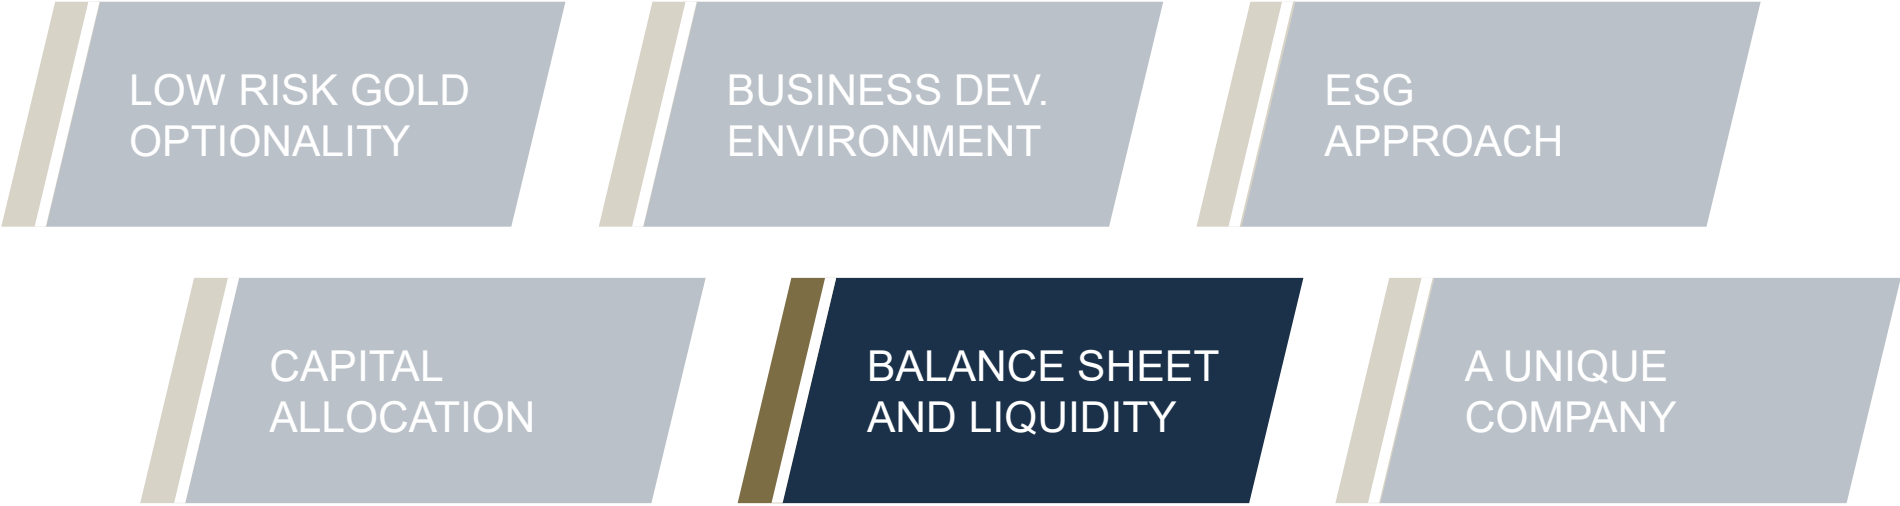 LOW RISK GOLD
OPTIONALITY
BUSINESS DEV.
ENVIRONMENT
ESG
APPROACH
CAPITAL
ALLOCATION
BALANCE SHEET
AND LIQUIDITY
A UNIQUE
COMPANY